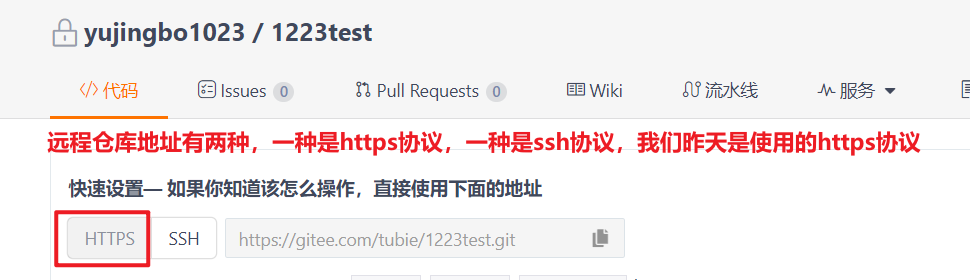 yujingbo1023 / 1223test
代码 Issues 0 Pull Requests 0 Wiki 流水线 服务
远程仓库地址有两种，一种是https协议，一种是ssh协议，我们昨天是使用的https协议
快速设置— 如果你知道该怎么操作，直接使用下面的地址
HTTPS SSH https://gitee.com/tubie/1223test.git